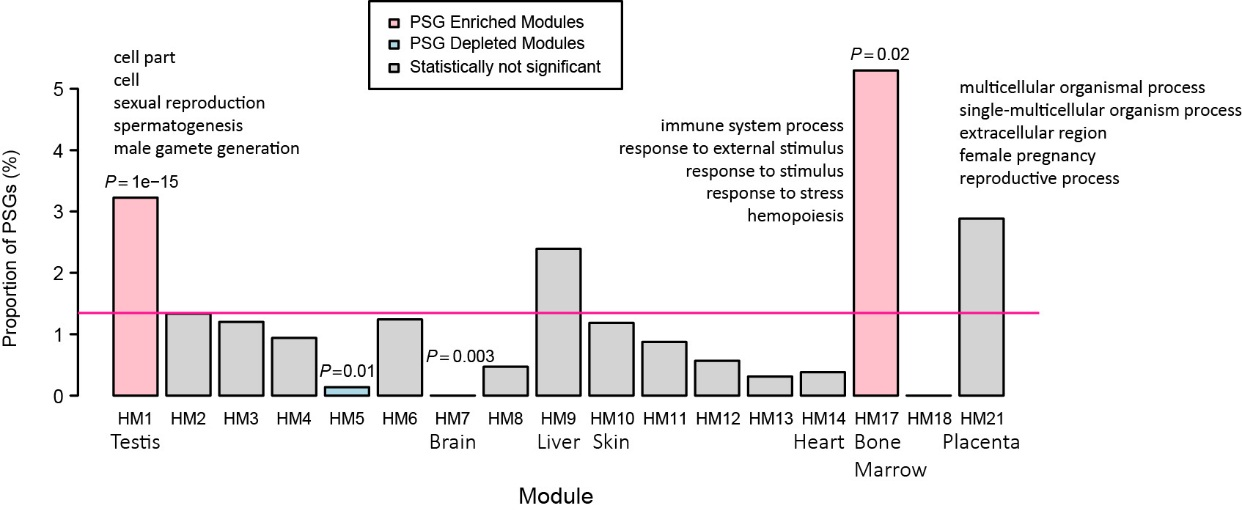 PSG Enriched Modules
PSG Depleted Modules
Statistically not significant
cell part
cell
sexual reproduction
spermatogenesis
male gamete generation
P = 1e−15
P=0.01
P = 0.003
immune system process
response to external stimulus
response to stimulus
response to stress
hemopoiesis
P = 0.02
multicellular organismal process
single-multicellular organism process
extracellular region
female pregnancy
reproductive process
Proportion of PSGs (%)
5
4
3
2
1
0
HM1 HM2 HM3 HM4 HM5 HM6 HM7 HM8 HM9 HM10 HM11 HM12 HM13 HM14 HM17 HM18 HM21
Testis Brain Liver Skin Heart Bone Placenta
Marrow
Module